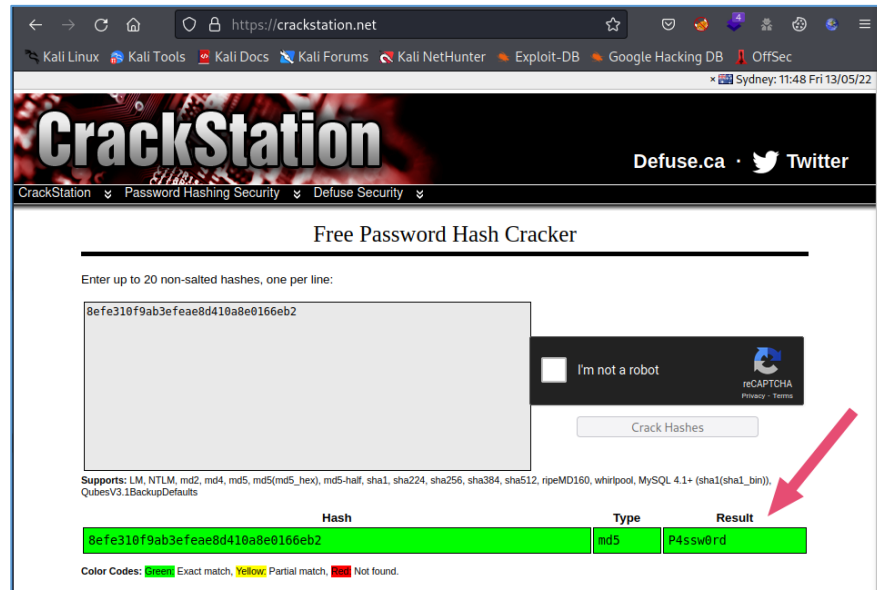 https://crackstation.net
4
Kali Linux Kali Tools Kali Docs Kali Forums Kali NetHunter Exploit-DB Google Hacking DB OffSec
× Sydney: 11:48 Fri 13/05/22
CrackStation
Defuse.ca · Twitter
CrackStation Password Hashing Security Defuse Security
Free Password Hash Cracker
Enter up to 20 non-salted hashes, one per line:
8efe310f9ab3efeae8d410a8e0166eb2
I'm not a robot
reCAPTCHA
Privacy - Terms
Crack Hashes
Supports: LM, NTLM, md2, md4, md5, md5(md5_hex), md5-half, sha1, sha224, sha256, sha384, sha512, ripeMD160, whirlpool, MySQL 4.1+ (sha1(sha1_bin)),
QubesV3.1BackupDefaults
Hash Type Result
8efe310f9ab3efeae8d410a8e0166eb2 md5 P4ssw0rd
Color Codes: Green: Exact match, Yellow: Partial match, Red: Not found.